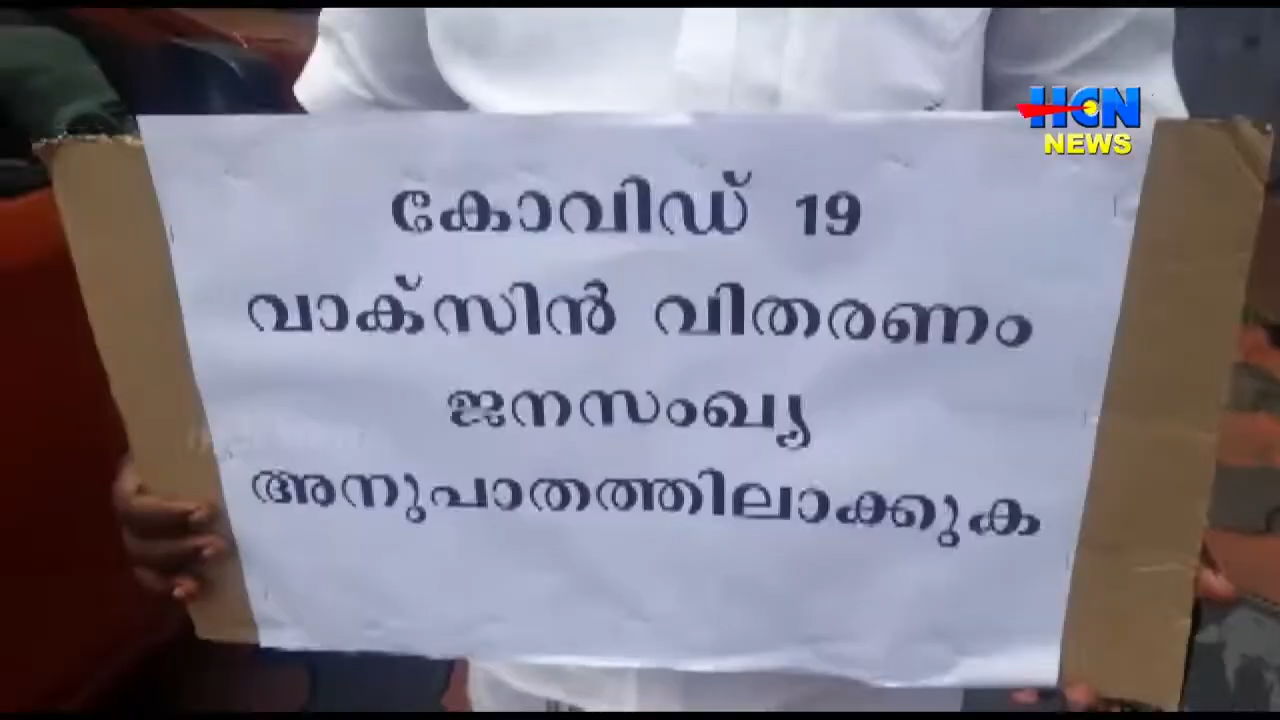 HCN
NEWS
കോവിഡ് 19
വാക്സിൻ വിതരണം
ജനസംഖ്യ
അനുപാതത്തിലാക്കുക